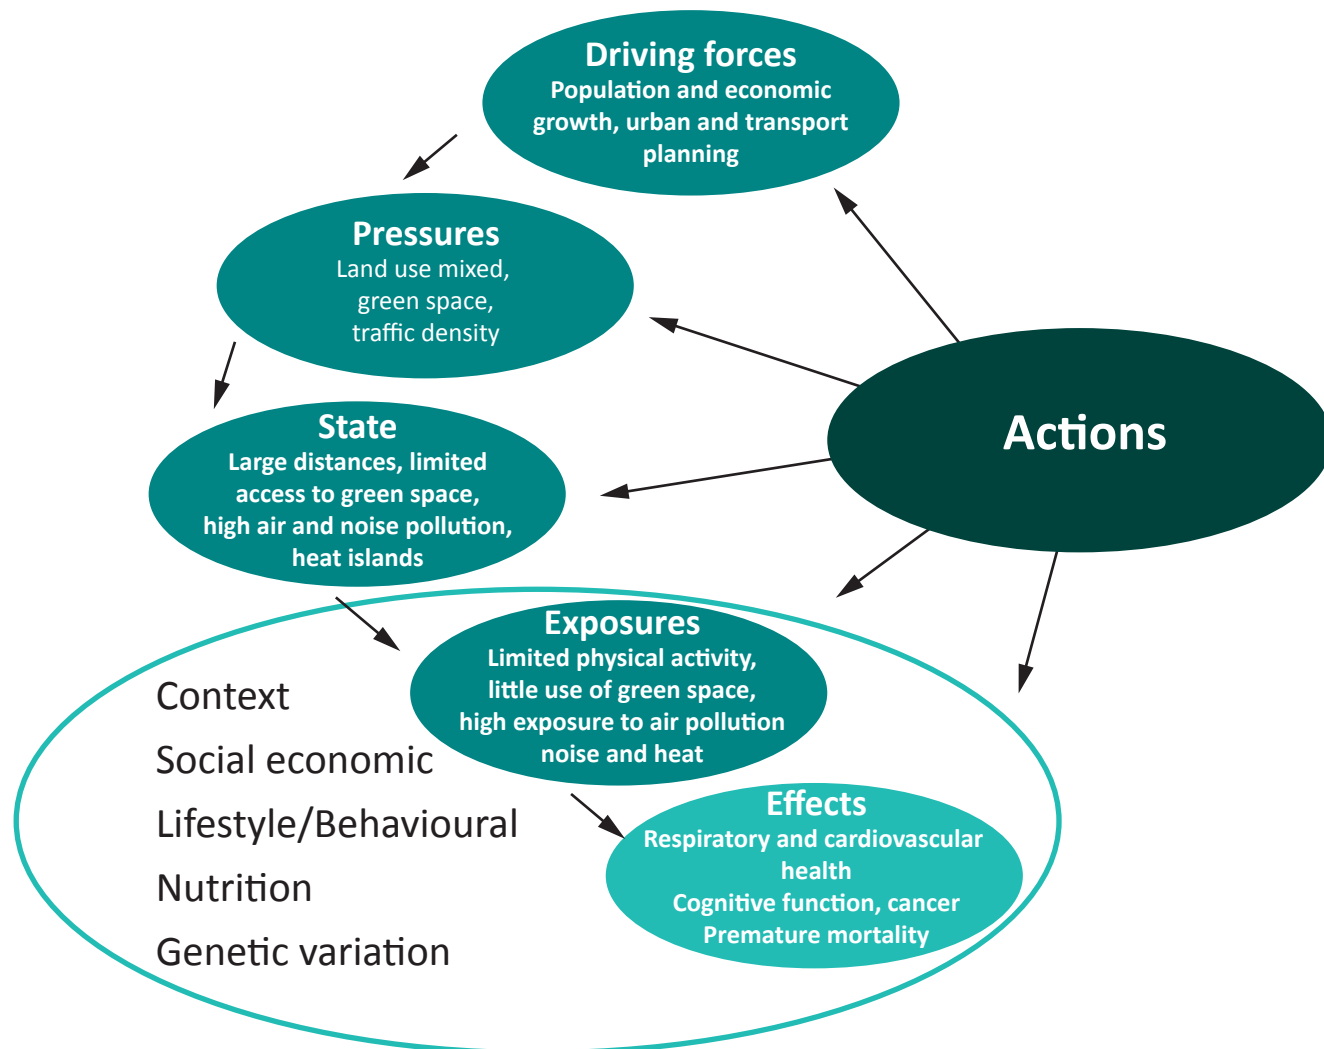 Driving forces
Population and economic
growth, urban and transport
planning
Pressures
Land use mixed,
green space,
traffic density
Actions
State
Large distances, limited
access to green space,
high air and noise pollution,
heat islands
Exposures
Limited physical activity,
little use of green space,
high exposure to air pollution
noise and heat
Context
Social economic
Lifestyle/Behavioural
Nutrition
Genetic variation
Effects
Respiratory and cardiovascular
health
Cognitive function, cancer
Premature mortality